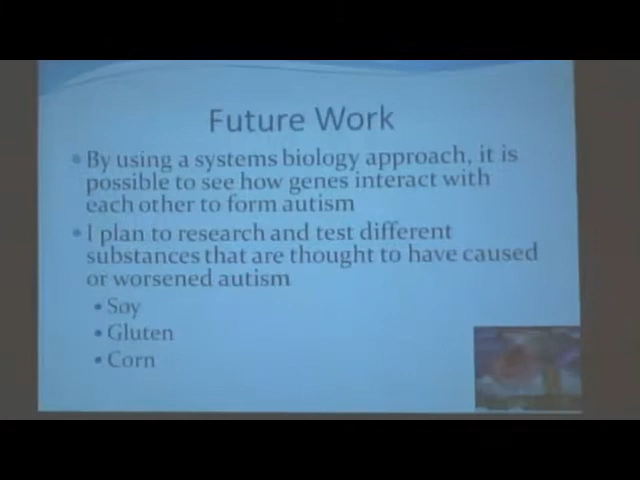 Future Work
• By using a systems biology approach, it is
possible to see how genes interact with
each other to form autism
• I plan to research and test different
substances that are thought to have caused
or worsened autism
• Soy
• Gluten
• Corn